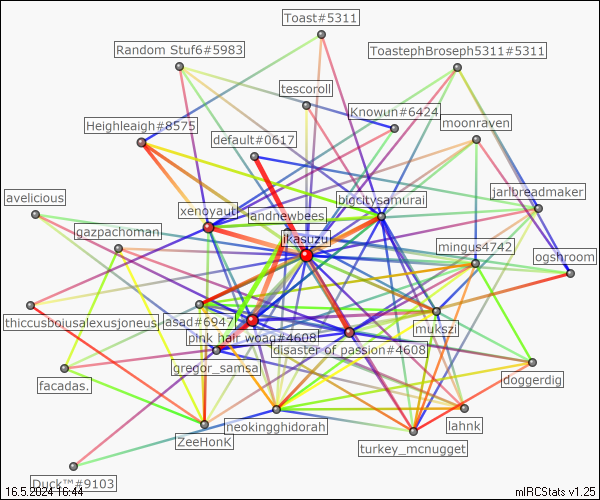 Toast#5311
Random Stuf6#5983
ToastephBroseph5311#5311
tescoroll
Knowun#6424
Heighleaigh#8575
moonraven
default#0617
jarlbreadmaker
avelicious
bigcitysamurai
xenoyaut
iandnewbees
gazpachoman
jikasuzu
mingus4742
ogshroom
thiccusboiusalexusjoneus
asad#6947
mukszi
pink hair woag#4608
disaster of passion#4608
gregor_samsa
facadas.
doggerdig
neokingghidorah
lahnk
ZeeHonK
turkey_mcnugget
Duck™#9103
16.5.2024 16:44
mIRCStats v1.25